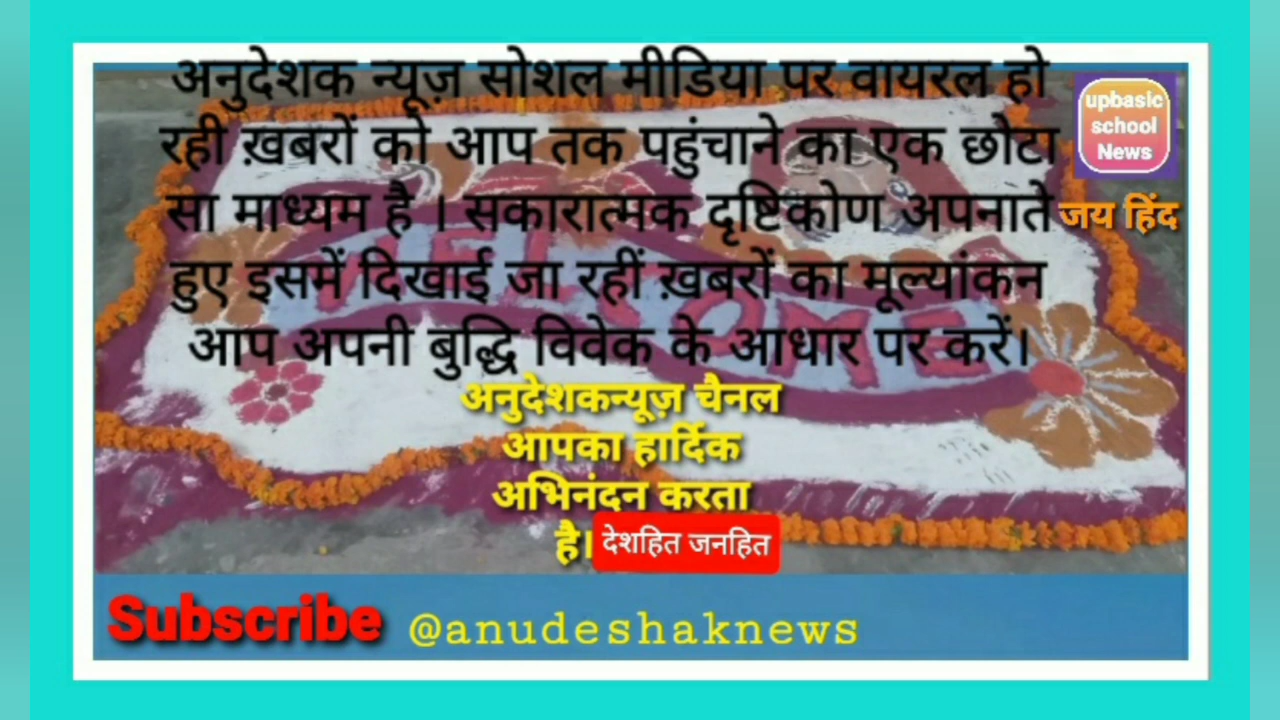 अनुदेशक न्यूज़ सोशल मीडिया पर वायरल हो
रही ख़बरों को आप तक पहुंचाने का एक छोटा
सा माध्यम है । सकारात्मक दृष्टिकोण अपनाते
हुए इसमें दिखाई जा रहीं ख़बरों का मूल्यांकन
आप अपनी बुद्धि विवेक के आधार पर करें।
upbasic
school
News
जय हिंद
WELCOME
अनुदेशकन्यूज़ चैनल
आपका हार्दिक
अभिनंदन करता
है। देशहित जनहित
Subscribe @anudeshaknews